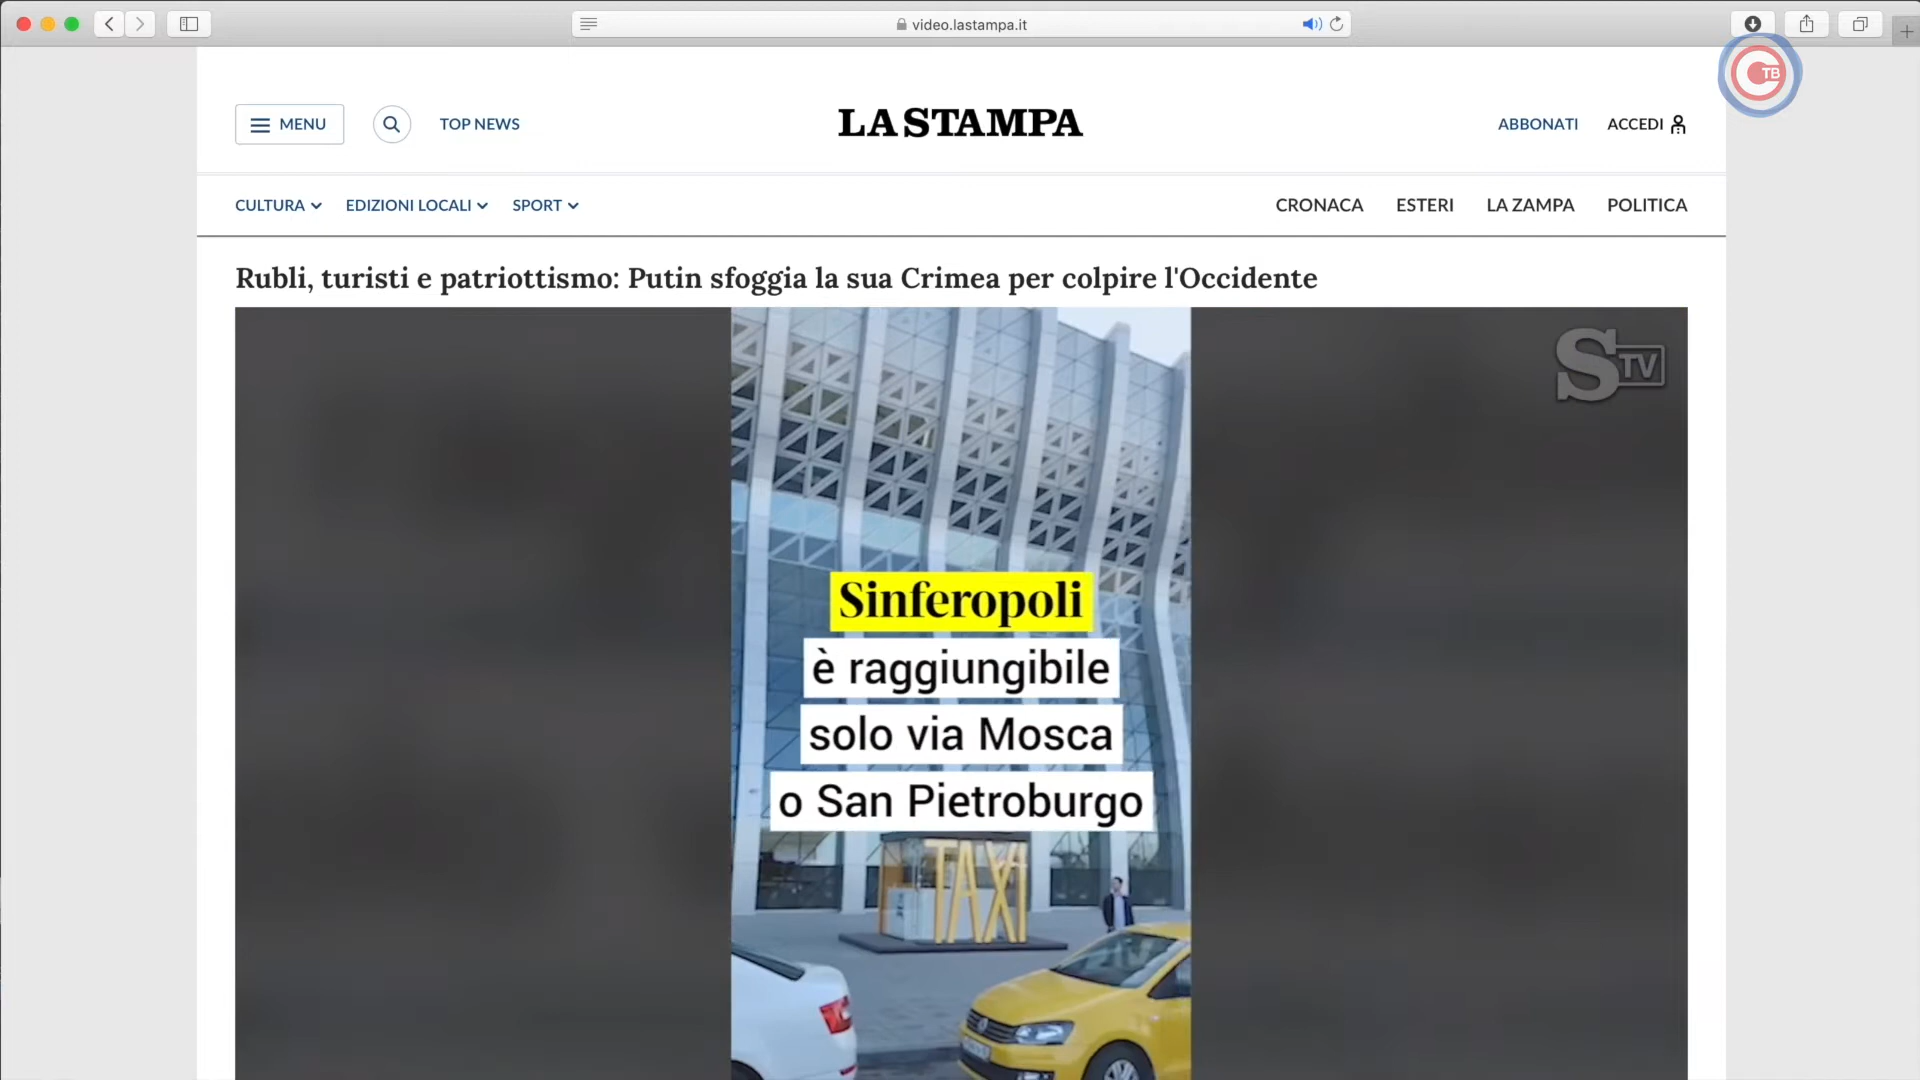 video.lastampa.it
TB
MENU
TOP NEWS
LA STAMPA
ABBONATI
ACCEDI
CULTURA
EDIZIONI LOCALI
SPORT
CRONACA
ESTERI
LA ZAMPA
POLITICA
Rubli, turisti e patriottismo: Putin sfoggia la sua Crimea per colpire l'Occidente
S TV
Sinferopoli
è raggiungibile
solo via Mosca
o San Pietroburgo
TAXI